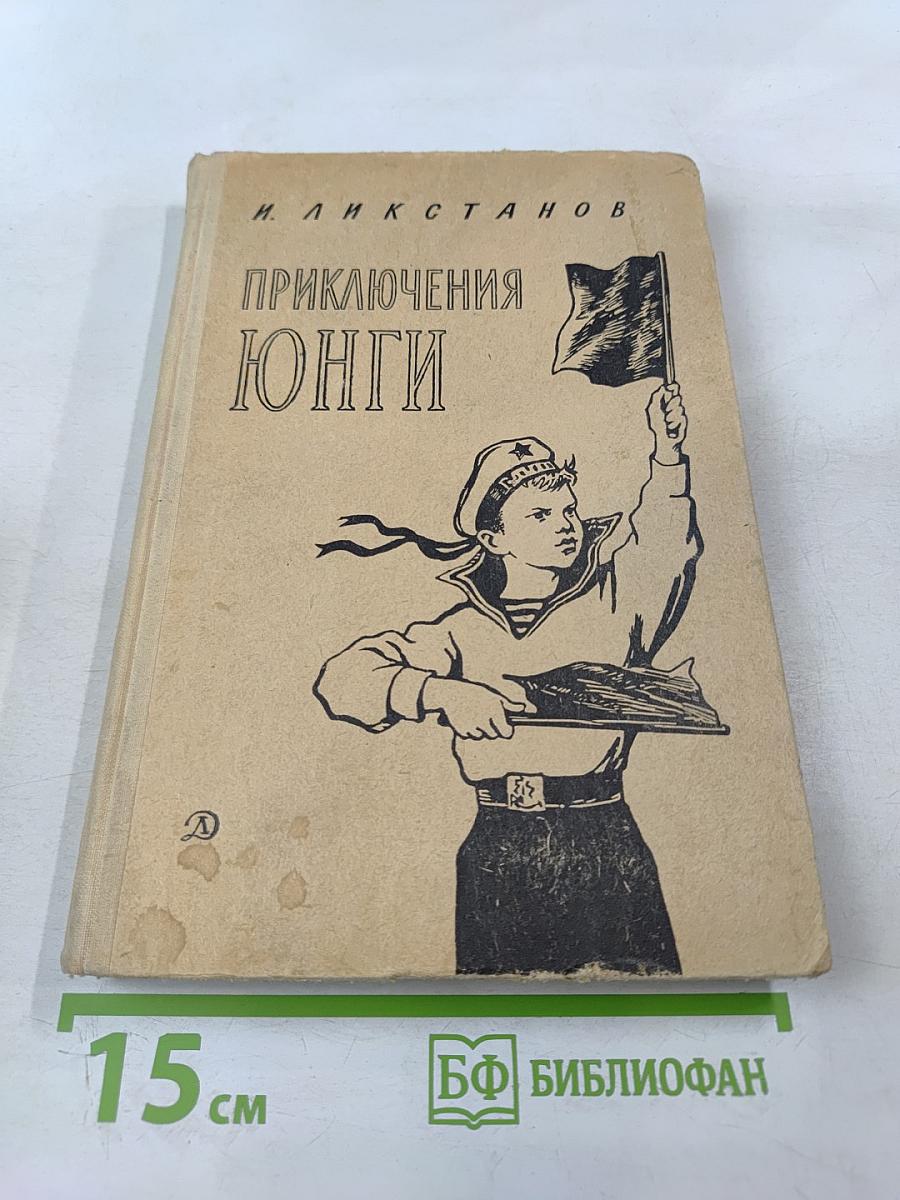 И. ЛИКСТАНОВ
ПРИКЛЮЧЕНИЯ
ЮНГИ
Д
15 см
БФ БИБЛИОФАН